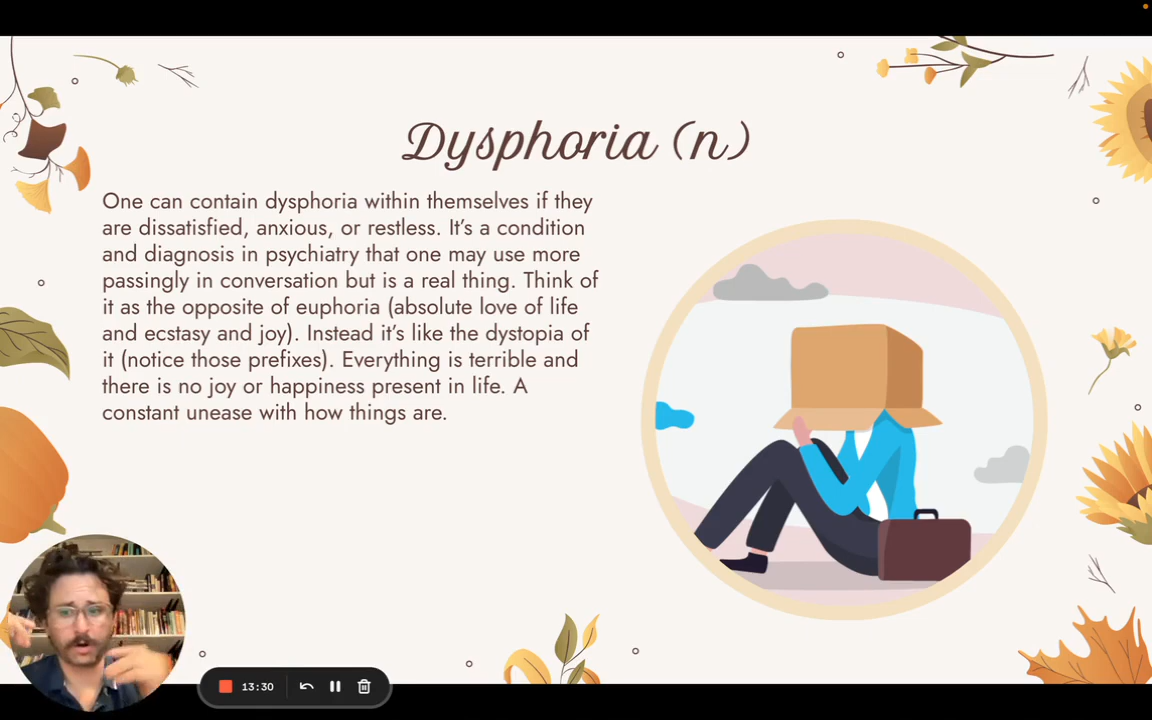 Dysphoria (n)
One can contain dysphoria within themselves if they
are dissatisfied, anxious, or restless. It's a condition
and diagnosis in psychiatry that one may use more
passingly in conversation but is a real thing. Think of
it as the opposite of euphoria (absolute love of life
and ecstasy and joy). Instead it's like the dystopia of
it (notice those prefixes). Everything is terrible and
there is no joy or happiness present in life. A
constant unease with how things are.
13:30